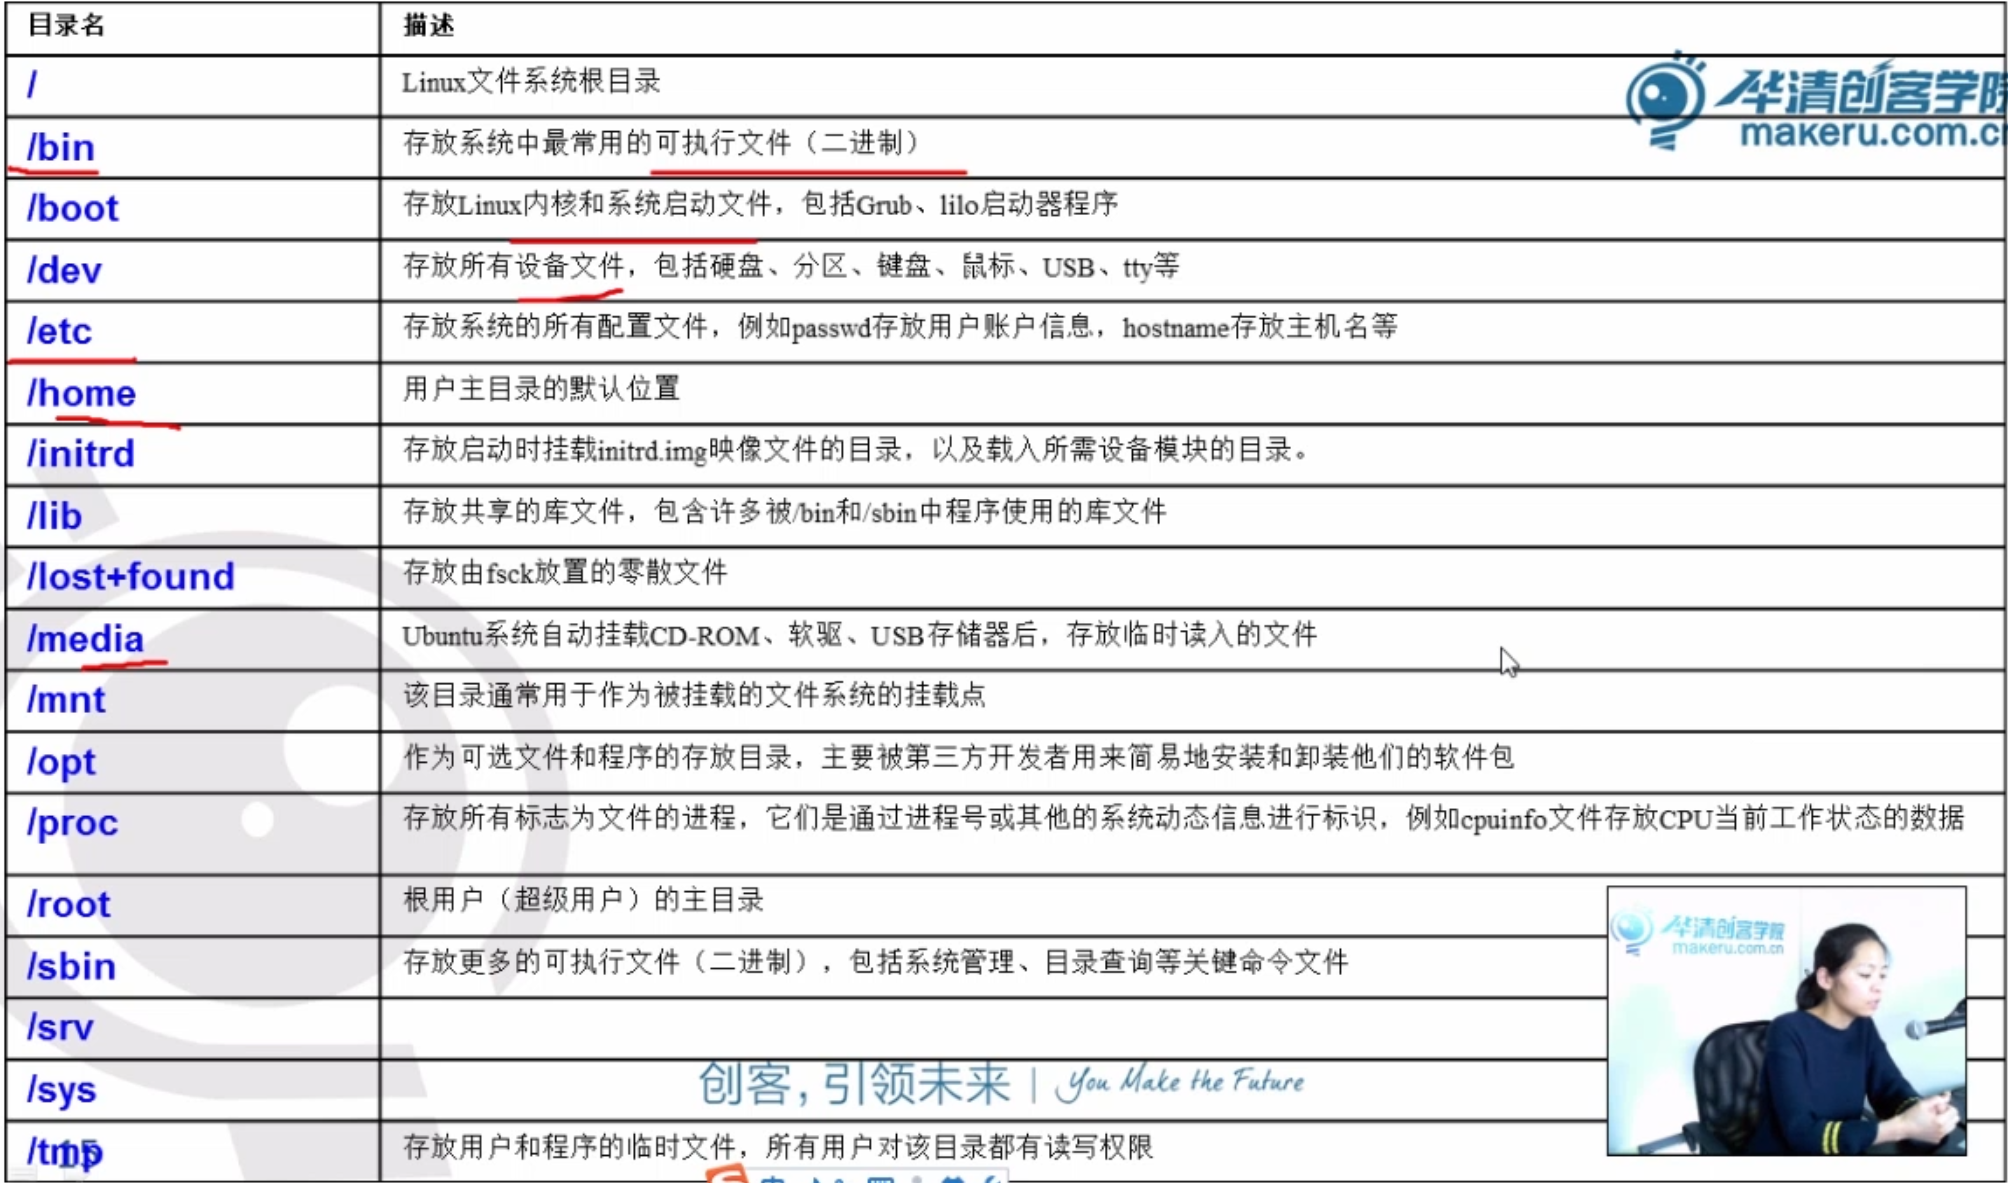 目录名 描述
/ Linux文件系统根目录
华清创客学院
makeru.com.cn
/bin 存放系统中最常用的可执行文件（二进制）
/boot 存放Linux内核和系统启动文件，包括Grub、lilo启动器程序
/dev 存放所有设备文件，包括硬盘、分区、键盘、鼠标、USB、tty等
/etc 存放系统的所有配置文件，例如passwd存放用户账户信息，hostname存放主机名等
/home 用户主目录的默认位置
/initrd 存放启动时挂载initrd.img映像文件的目录，以及载入所需设备模块的目录。
/lib 存放共享的库文件，包含许多被/bin和/sbin中程序使用的库文件
/lost+found 存放由fsck放置的零散文件
/media Ubuntu系统自动挂载CD-ROM、软驱、USB存储器后，存放临时读入的文件
/mnt 该目录通常用于作为被挂载的文件系统的挂载点
/opt 作为可选文件和程序的存放目录，主要被第三方开发者用来简易地安装和卸装他们的软件包
/proc 存放所有标志为文件的进程，它们是通过进程号或其他的系统动态信息进行标识，例如cpuinfo文件存放CPU当前工作状态的数据
/root 根用户（超级用户）的主目录
华清创客学院
makeru.com.cn
/sbin 存放更多的可执行文件（二进制），包括系统管理、目录查询等关键命令文件
/srv
/sys
创客，引领未来 | You Make the Future
/tmp 存放用户和程序的临时文件，所有用户对该目录都有读写权限
15